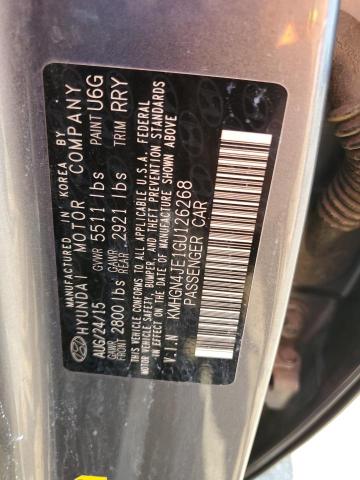 MANUFACTURED IN KOREA BY
HYUNDAI MOTOR COMPANY
AUG/24/15 GVWR 5511 lbs PAINT U6G
GAWR FRONT 2800 lbs GAWR REAR 2921 lbs TRIM RRY
THIS VEHICLE CONFORMS TO ALL APPLICABLE U.S.A. FEDERAL
MOTOR VEHICLE SAFETY, BUMPER, AND THEFT PREVENTION STANDARDS
IN EFFECT ON THE DATE OF MANUFACTURE SHOWN ABOVE
V.I.N KMHGN4JE1GU126268
PASSENGER CAR